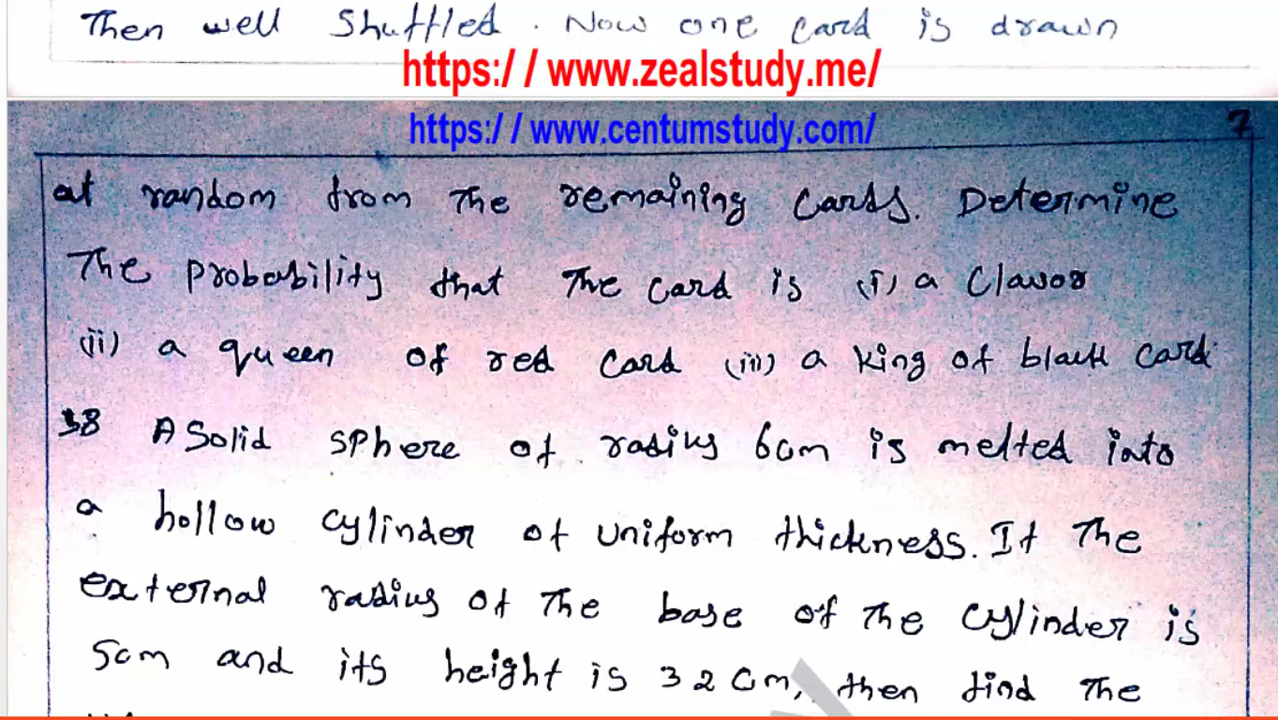 Then well Shuffled. Now one card is drawn
https:// www.zealstudy.me/
https:// www.centumstudy.com/
7
at random from The remaining Cards. Determine
The probability that The card is (i) a Clavor
(ii) a queen of red Card (iii) a King of black Card
38 A Solid sphere of radius 6cm is melted into
a hollow cylinder of uniform thickness. If The
external radius of The base of The cylinder is
5cm and its height is 32 cm, then find The